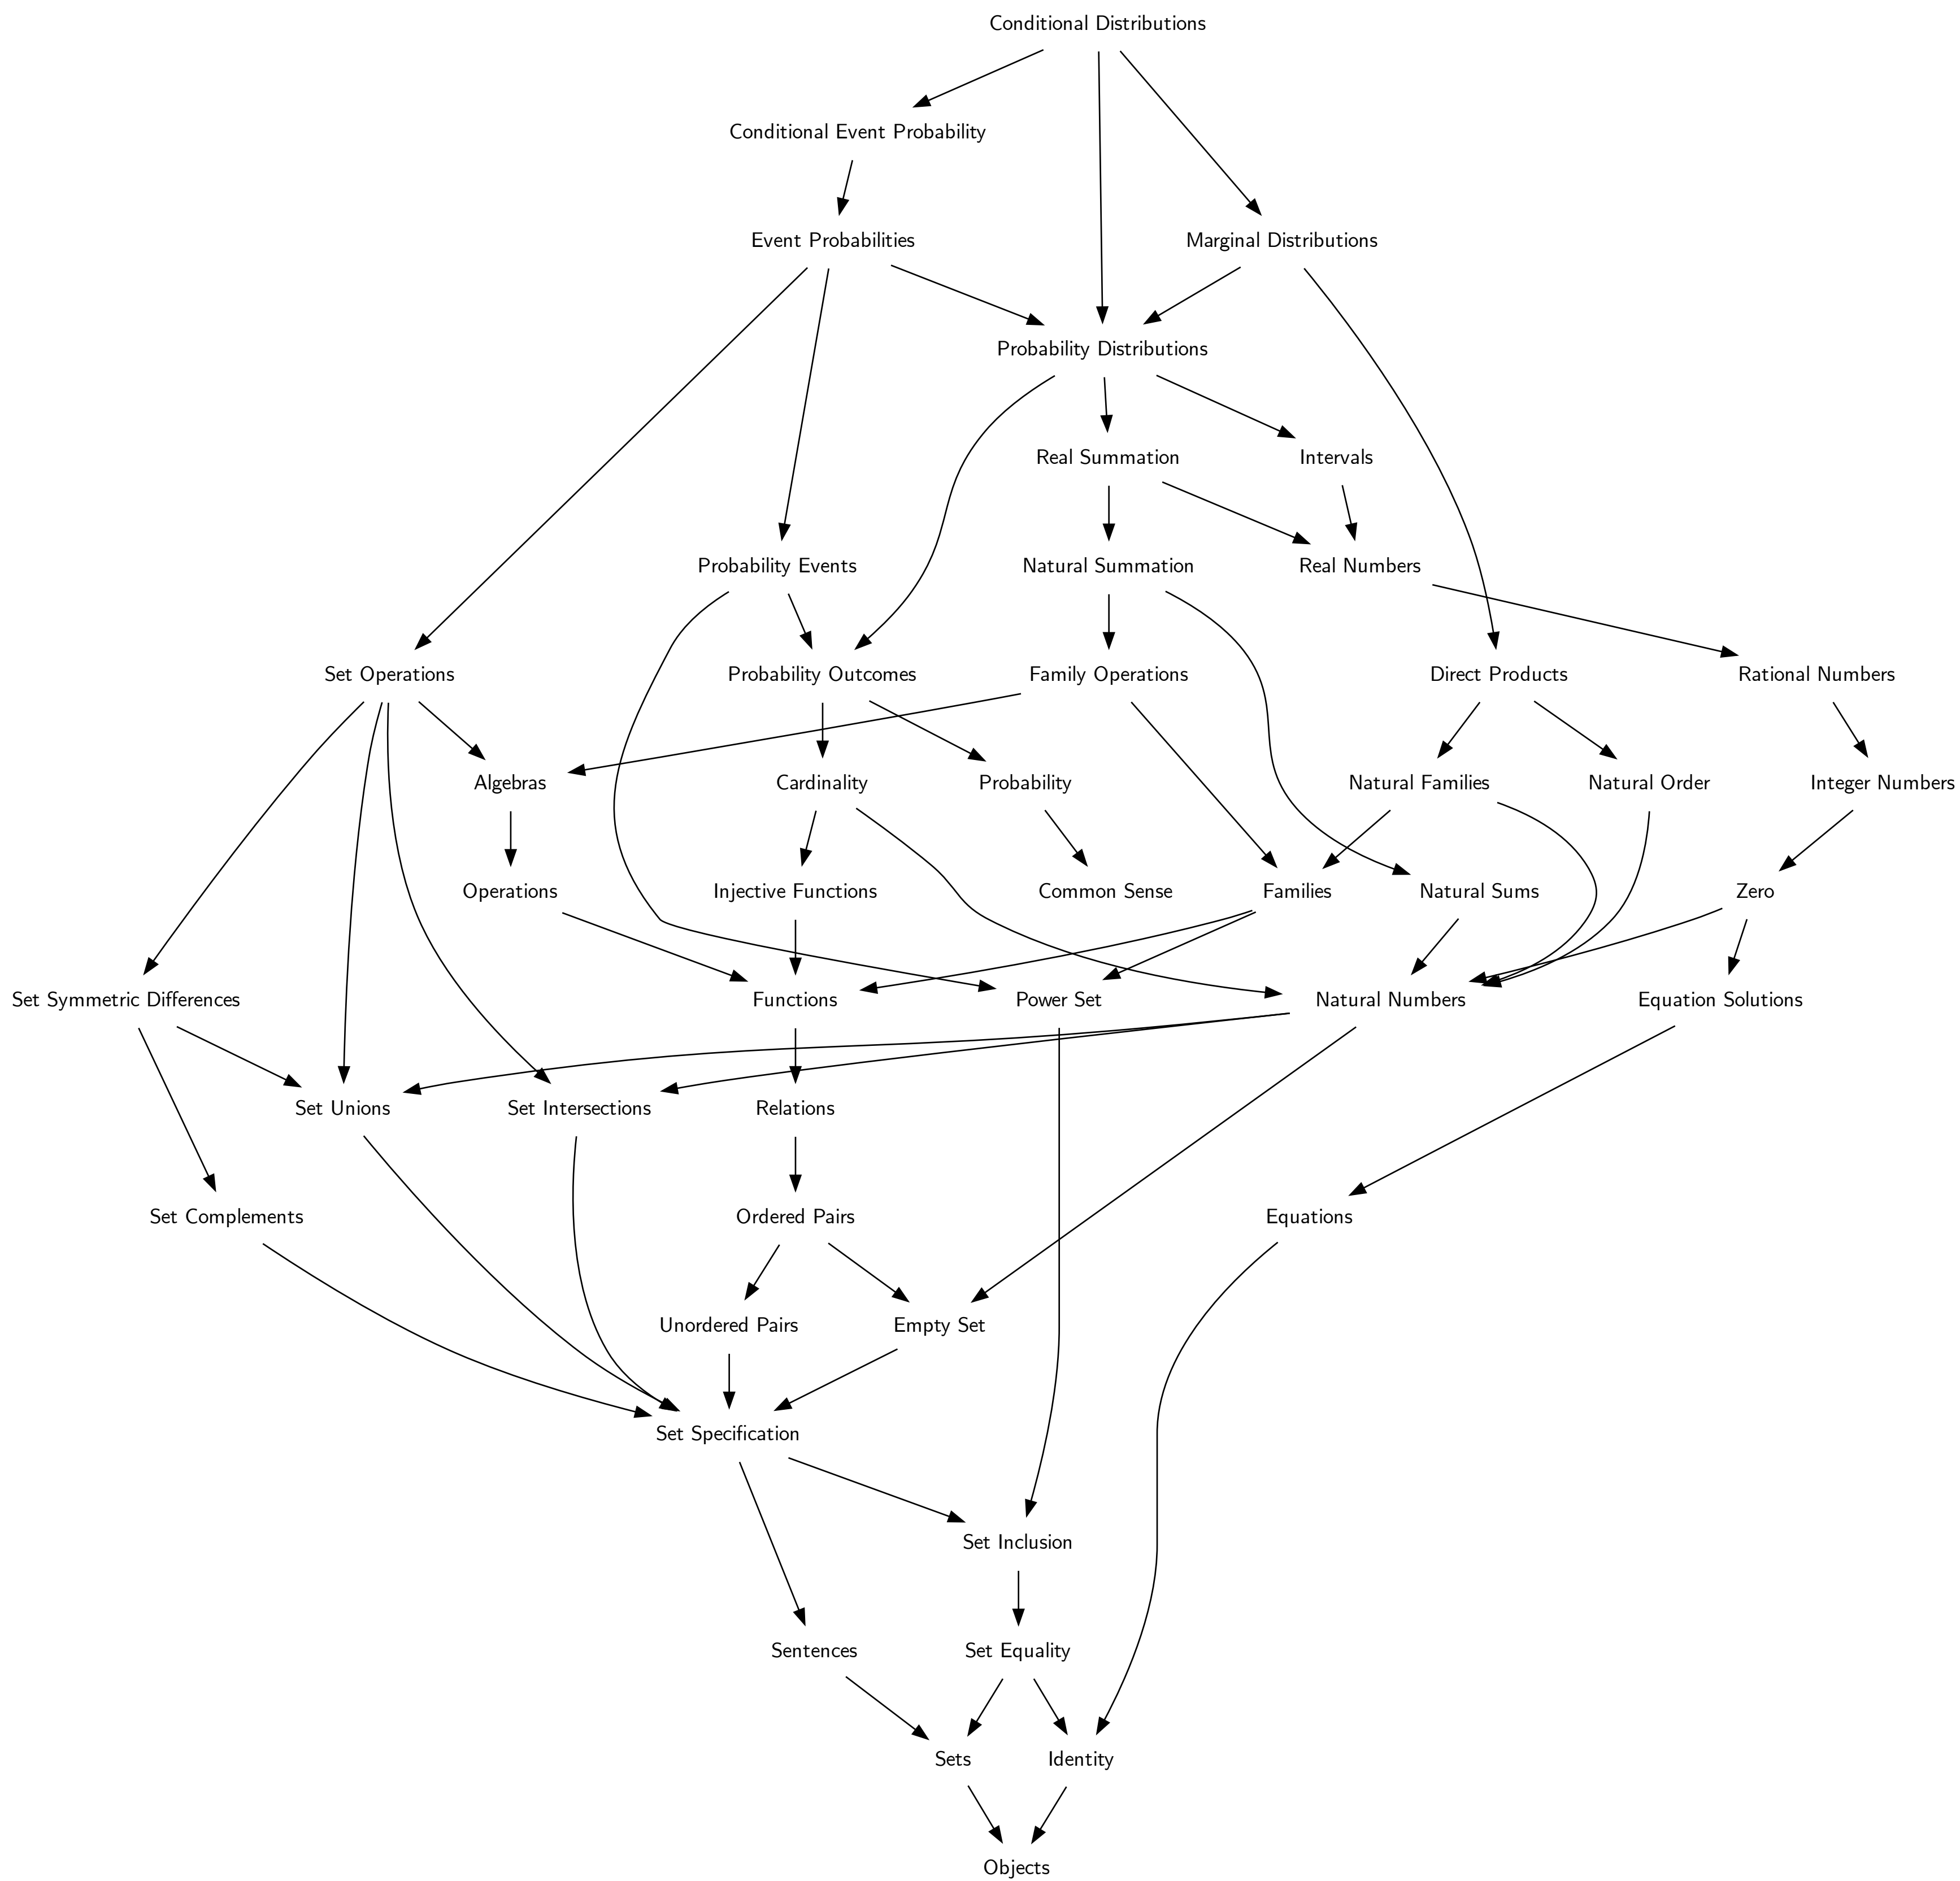 Conditional Distributions
Conditional Event Probability
Event Probabilities
Marginal Distributions
Probability Distributions
Real Summation
Intervals
Probability Events
Natural Summation
Real Numbers
Set Operations
Probability Outcomes
Family Operations
Direct Products
Rational Numbers
Algebras
Cardinality
Probability
Natural Families
Natural Order
Integer Numbers
Operations
Injective Functions
Common Sense
Families
Natural Sums
Zero
Set Symmetric Differences
Functions
Power Set
Natural Numbers
Equation Solutions
Set Unions
Set Intersections
Relations
Set Complements
Ordered Pairs
Equations
Unordered Pairs
Empty Set
Set Specification
Set Inclusion
Sentences
Set Equality
Sets
Identity
Objects